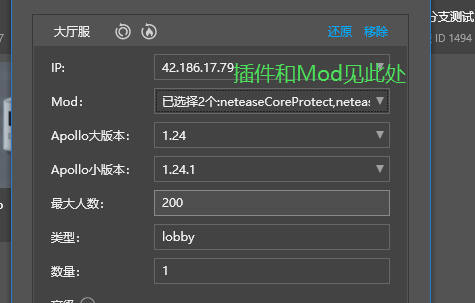 分支测试
ID 1494
大厅服 还原 移除
IP: 42.186.17.79
插件和Mod见此处
Mod: 已选择2个:neteaseCoreProtect,neteas
Apollo大版本: 1.24
Apollo小版本: 1.24.1
最大人数: 200
类型: lobby
数量: 1